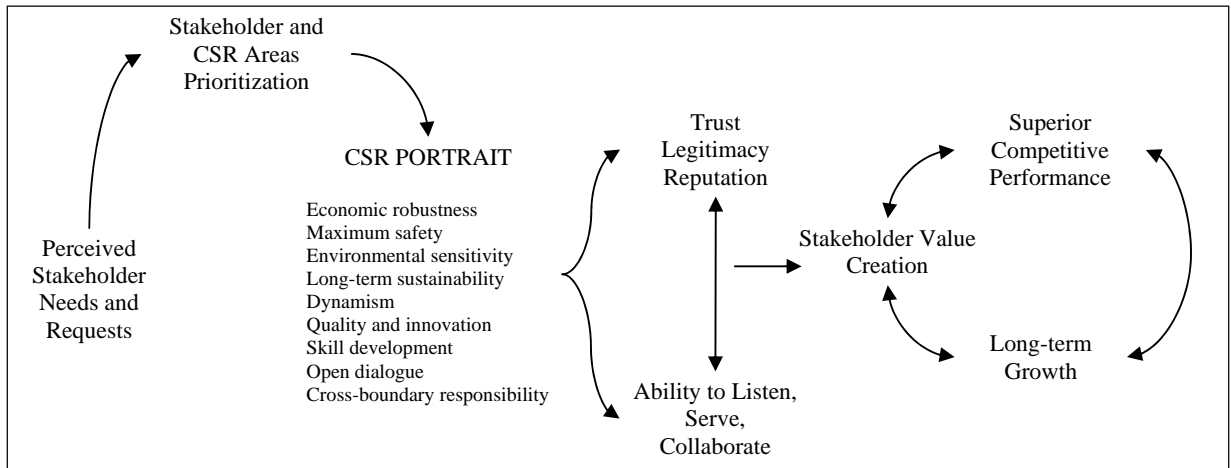 Stakeholder and
CSR Areas
Prioritization
CSR PORTRAIT
Economic robustness
Maximum safety
Environmental sensitivity
Long-term sustainability
Dynamism
Quality and innovation
Skill development
Open dialogue
Cross-boundary responsibility
Perceived
Stakeholder
Needs and
Requests
Trust
Legitimacy
Reputation
Ability to Listen,
Serve,
Collaborate
Stakeholder Value
Creation
Superior
Competitive
Performance
Long-term
Growth